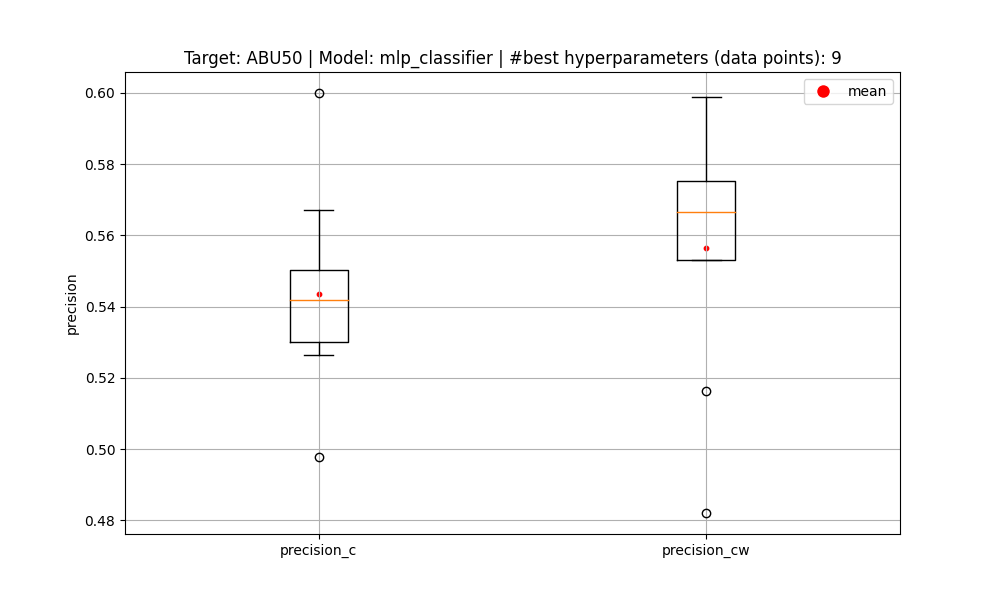 Target: ABU50 | Model: mlp_classifier | #best hyperparameters (data points): 9
mean
precision
0.60
0.58
0.56
0.54
0.52
0.50
0.48
precision_c
precision_cw